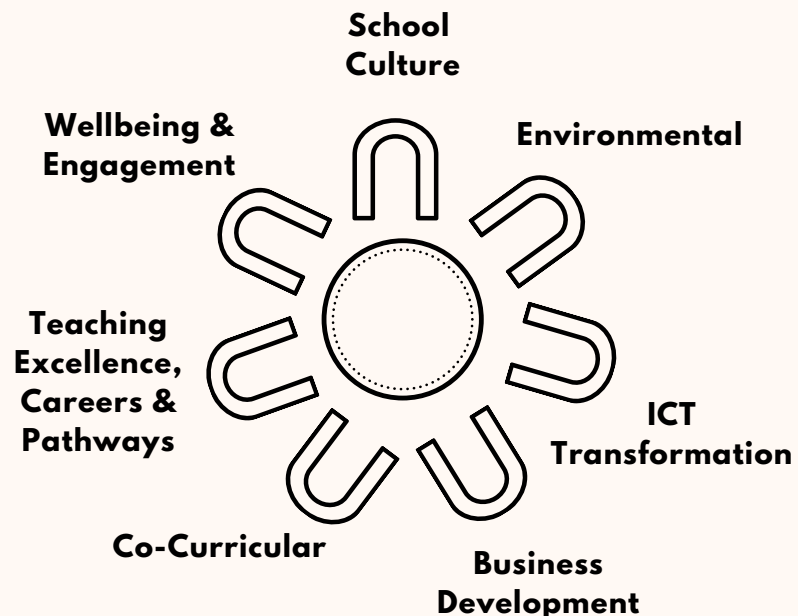 School
Culture
Wellbeing &
Engagement
Environmental
Teaching
Excellence,
Careers &
Pathways
ICT
Transformation
Co-Curricular
Business
Development